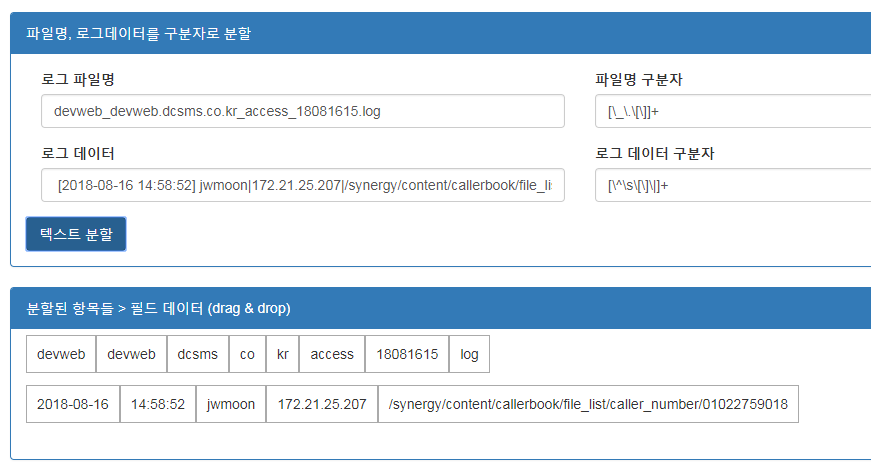 파일명, 로그데이터를 구분자로 분할
로그 파일명 파일명 구분자
devweb_devweb.dcsms.co.kr_access_18081615.log [\_\.\[\]]+
로그 데이터 로그 데이터 구분자
[2018-08-16 14:58:52] jwmoon|172.21.25.207|/synergy/content/callerbook/file_li [\^\s\[\]\|]+
텍스트 분할
분할된 항목들 > 필드 데이터 (drag & drop)
devweb devweb dcsms co kr access 18081615 log
2018-08-16 14:58:52 jwmoon 172.21.25.207 /synergy/content/callerbook/file_list/caller_number/01022759018